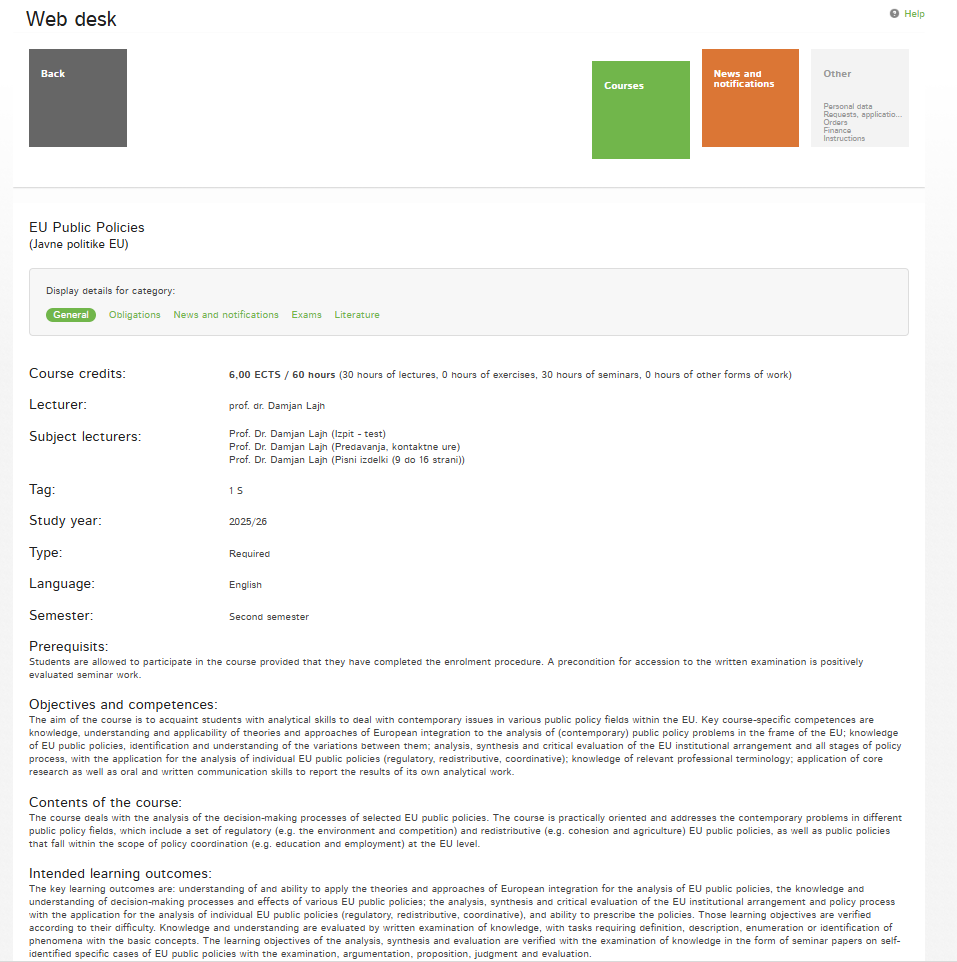 Web desk
Help
Back
Courses
News and
notifications
Other
Personal data
Requests, applicatio...
Orders
Finance
Instructions
EU Public Policies
(Javne politike EU)
Display details for category:
General Obligations News and notifications Exams Literature
Course credits: 6,00 ECTS / 60 hours (30 hours of lectures, 0 hours of exercises, 30 hours of seminars, 0 hours of other forms of work)
Lecturer: prof. dr. Damjan Lajh
Subject lecturers: Prof. Dr. Damjan Lajh (Izpit - test)
Prof. Dr. Damjan Lajh (Predavanja, kontaktne ure)
Prof. Dr. Damjan Lajh (Pisni izdelki (9 do 16 strani))
Tag: 1 S
Study year: 2025/26
Type: Required
Language: English
Semester: Second semester
Prerequisits:
Students are allowed to participate in the course provided that they have completed the enrolment procedure. A precondition for accession to the written examination is positively
evaluated seminar work.
Objectives and competences:
The aim of the course is to acquaint students with analytical skills to deal with contemporary issues in various public policy fields within the EU. Key course-specific competences are
knowledge, understanding and applicability of theories and approaches of European integration to the analysis of (contemporary) public policy problems in the frame of the EU; knowledge
of EU public policies, identification and understanding of the variations between them; analysis, synthesis and critical evaluation of the EU institutional arrangement and all stages of policy
process, with the application for the analysis of individual EU public policies (regulatory, redistributive, coordinative); knowledge of relevant professional terminology; application of core
research as well as oral and written communication skills to report the results of its own analytical work.
Contents of the course:
The course deals with the analysis of the decision-making processes of selected EU public policies. The course is practically oriented and addresses the contemporary problems in different
public policy fields, which include a set of regulatory (e.g. the environment and competition) and redistributive (e.g. cohesion and agriculture) EU public policies, as well as public policies
that fall within the scope of policy coordination (e.g. education and employment) at the EU level.
Intended learning outcomes:
The key learning outcomes are: understanding of and ability to apply the theories and approaches of European integration for the analysis of EU public policies, the knowledge and
understanding of decision-making processes and effects of various EU public policies; the analysis, synthesis and critical evaluation of the EU institutional arrangement and policy process
with the application for the analysis of individual EU public policies (regulatory, redistributive, coordinative), and ability to prescribe the policies. Those learning objectives are verified
according to their difficulty. Knowledge and understanding are evaluated by written examination of knowledge, with tasks requiring definition, description, enumeration or identification of
phenomena with the basic concepts. The learning objectives of the analysis, synthesis and evaluation are verified with the examination of knowledge in the form of seminar papers on self-
identified specific cases of EU public policies with the examination, argumentation, proposition, judgment and evaluation.